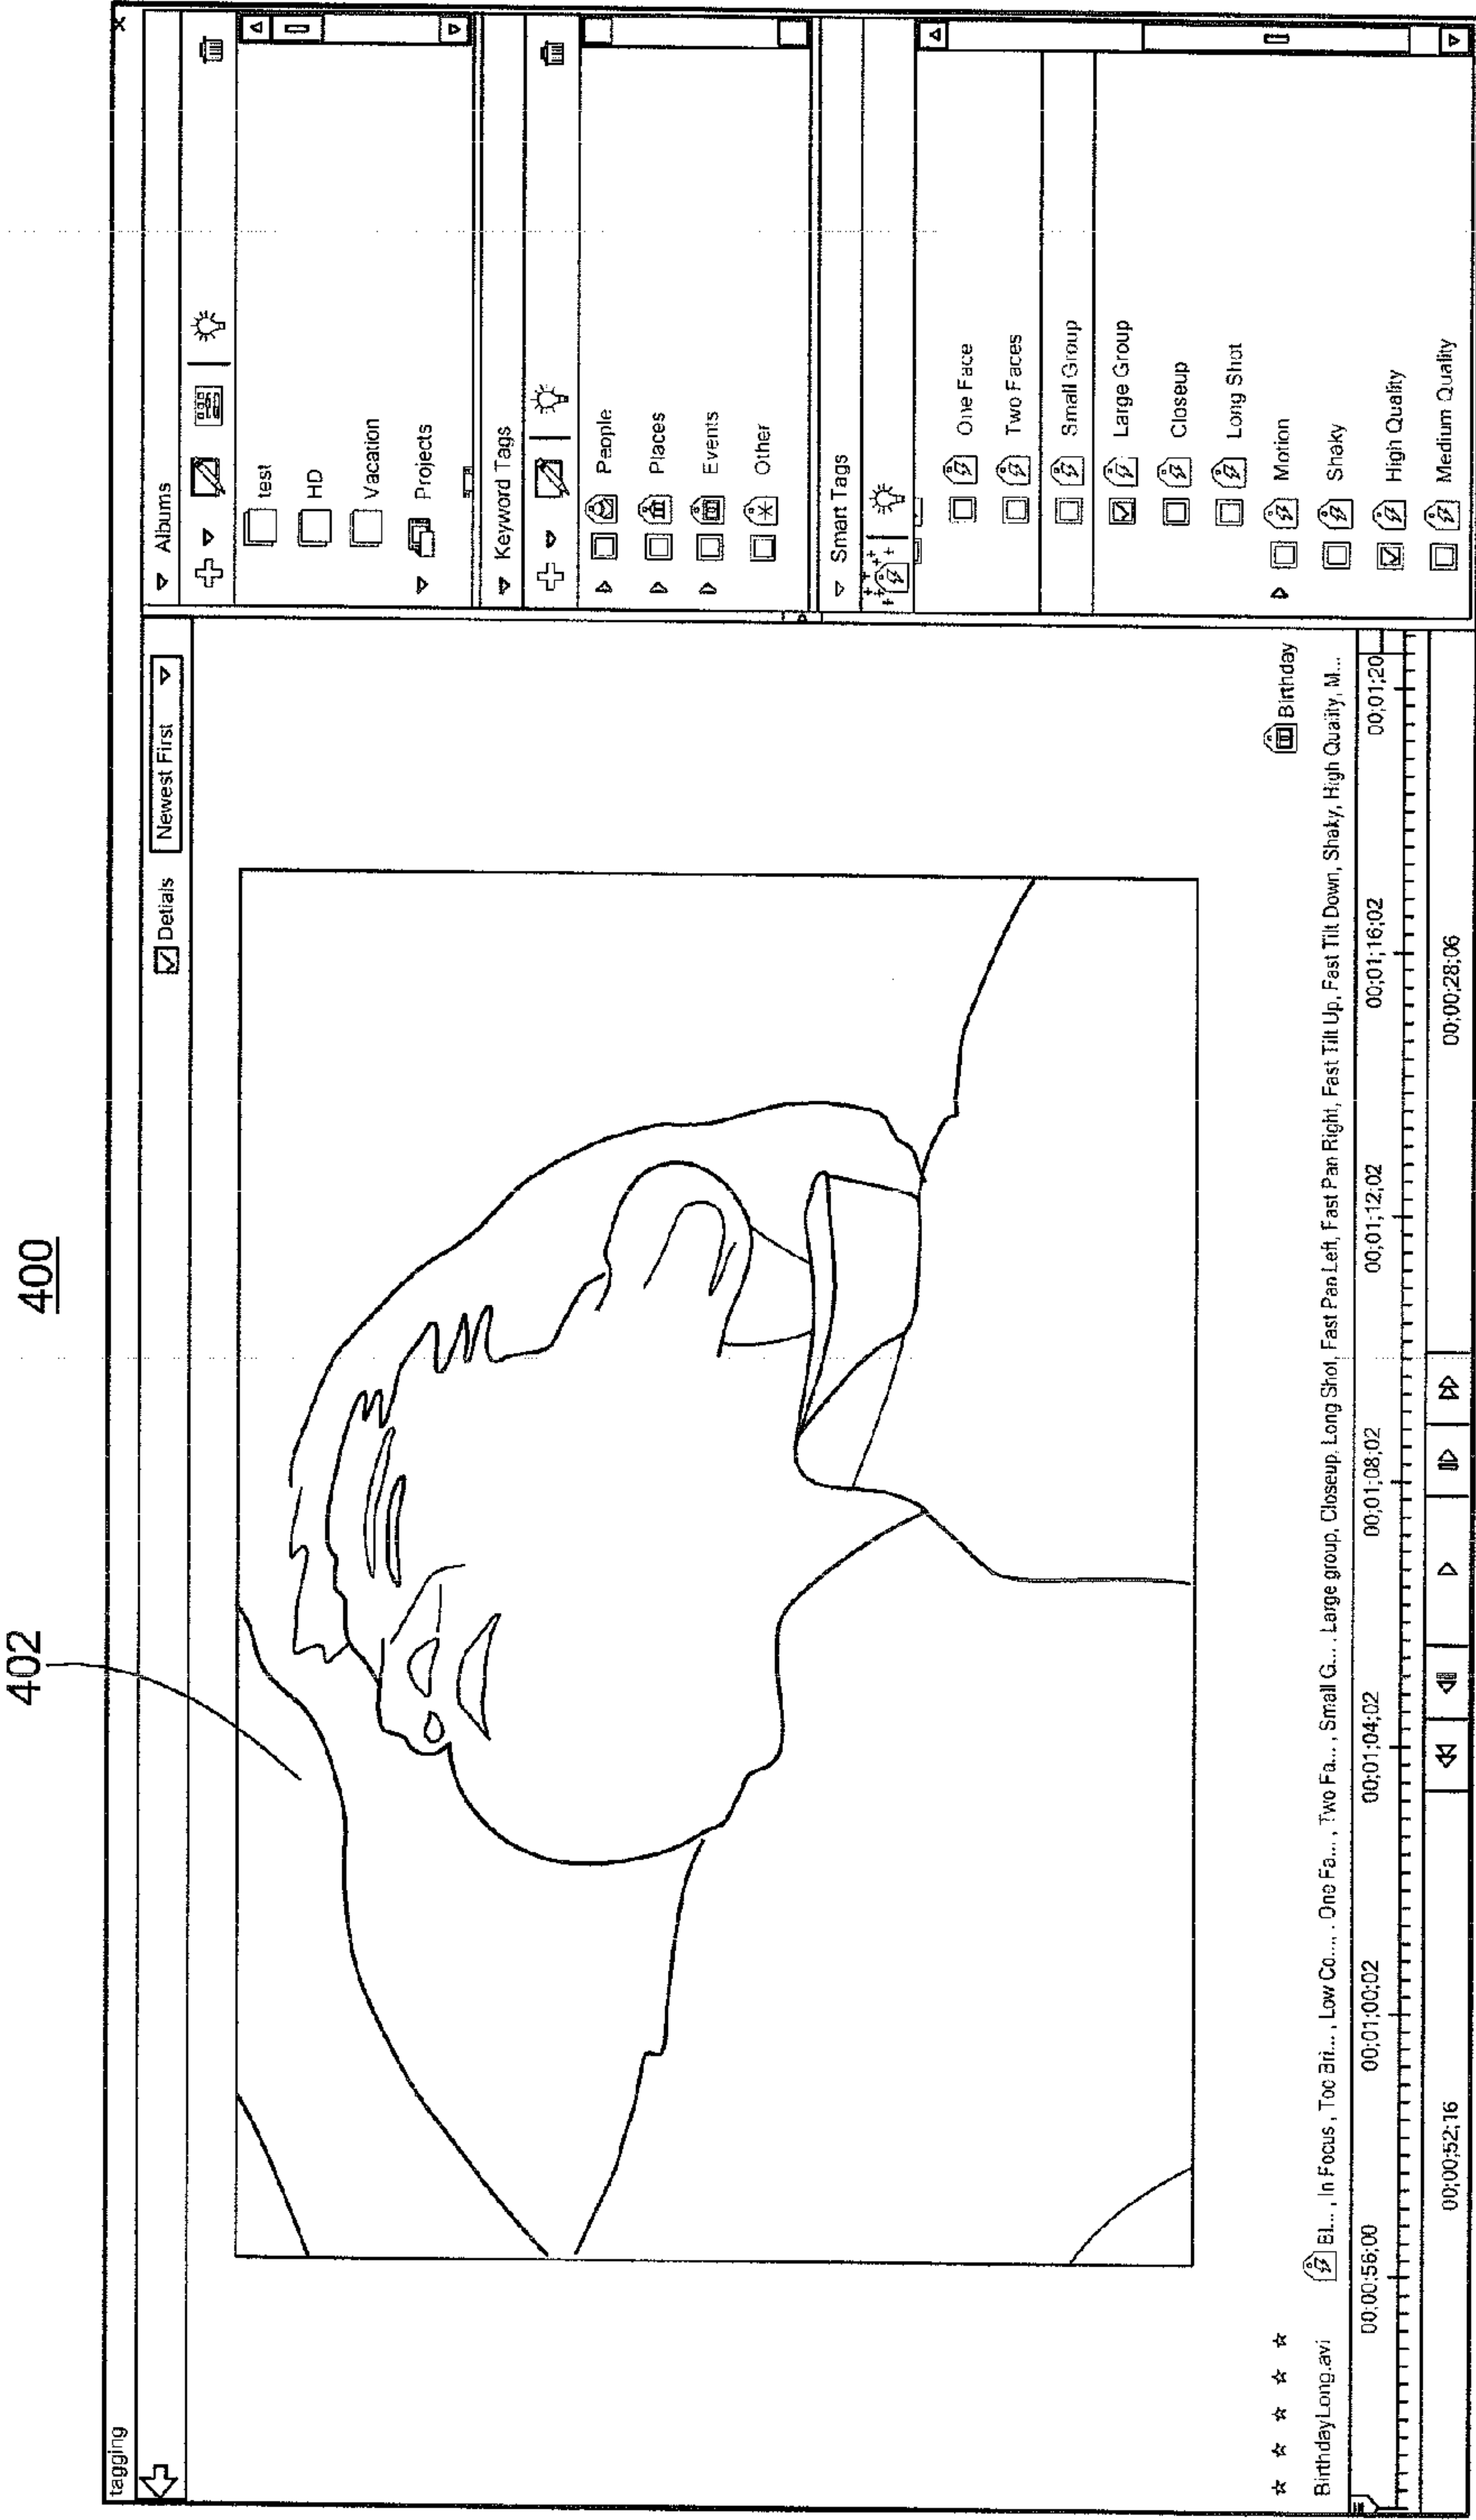 400
402
tagging
Detials
Newest First
Albums
test
HD
Vacation
Projects
Keyword Tags
People
Places
Events
Other
Smart Tags
One Face
Two Faces
Small Group
Large Group
Closeup
Long Shot
Motion
Shaky
High Quality
Medium Quality
Birthday
BirthdayLong.avi
Bl... , In Focus , Too Bri... , Low Co... , . One Fa... , Two Fa... , Small G... , Large group, Closeup, Long Shot, Fast Pan Left, Fast Pan Right, Fast Tilt Up, Fast Tilt Down, Shaky, High Quality, M...
00;00;56;00 00;01;00;02 00;01;04;02 00;01;08;02 00;01;12;02 00;01;16;02 00;01;20
00;00;52;16 00;00;28;06